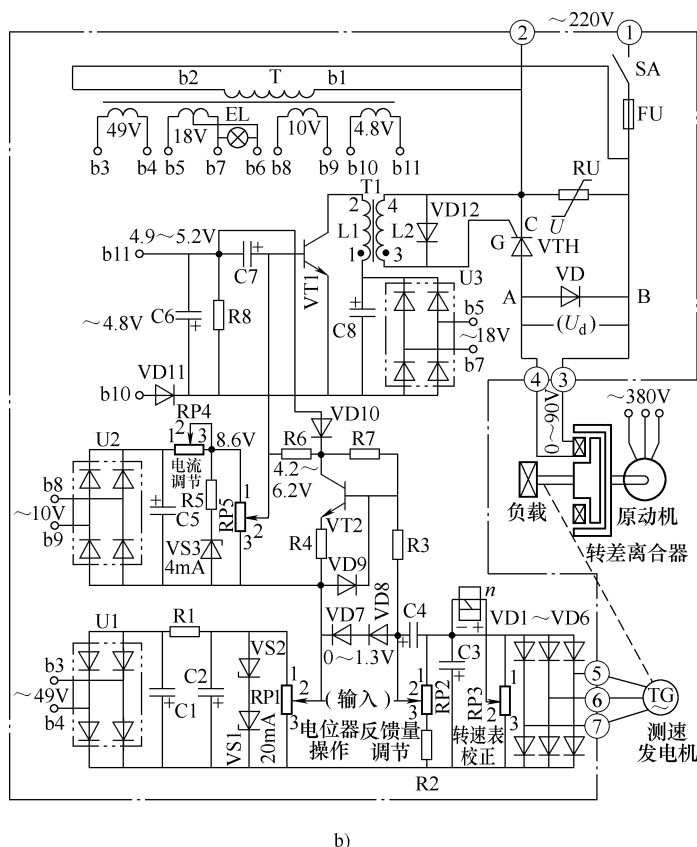 ～220V
2
1
SA
FU
b2
T
b1
EL
49V
18V
10V
4.8V
b3
b4
b5
b7
b6
b8
b9
b10
b11
T1
2
4
L1
L2
1
3
VD12
RU
U
C
G
VTH
b11
4.9～5.2V
C7
VT1
C6
R8
～4.8V
C8
U3
b5
～18V
b7
A
VD
B
(Ud)
VD11
b10
4
3
0～90V
～380V
U2
RP4
1
2
3
8.6V
电流
调节
b8
～10V
b9
C5
R5
VS3
4mA
RP5
1
2
3
R6
VD10
R7
4.2～
6.2V
VT2
R4
R3
VD9
负载
原动机
转差离合器
U1
R1
VD7
VD8
C4
0～1.3V
n
VD1～VD6
b3
～49V
b4
C1
C2
VS2
VS1
20mA
RP1
1
2
3
(输入)
电位器
操作
反馈量
调节
RP2
1
2
3
C3
RP3
1
2
3
转速表
校正
R2
5
6
7
TG
～
测速
发电机
b)